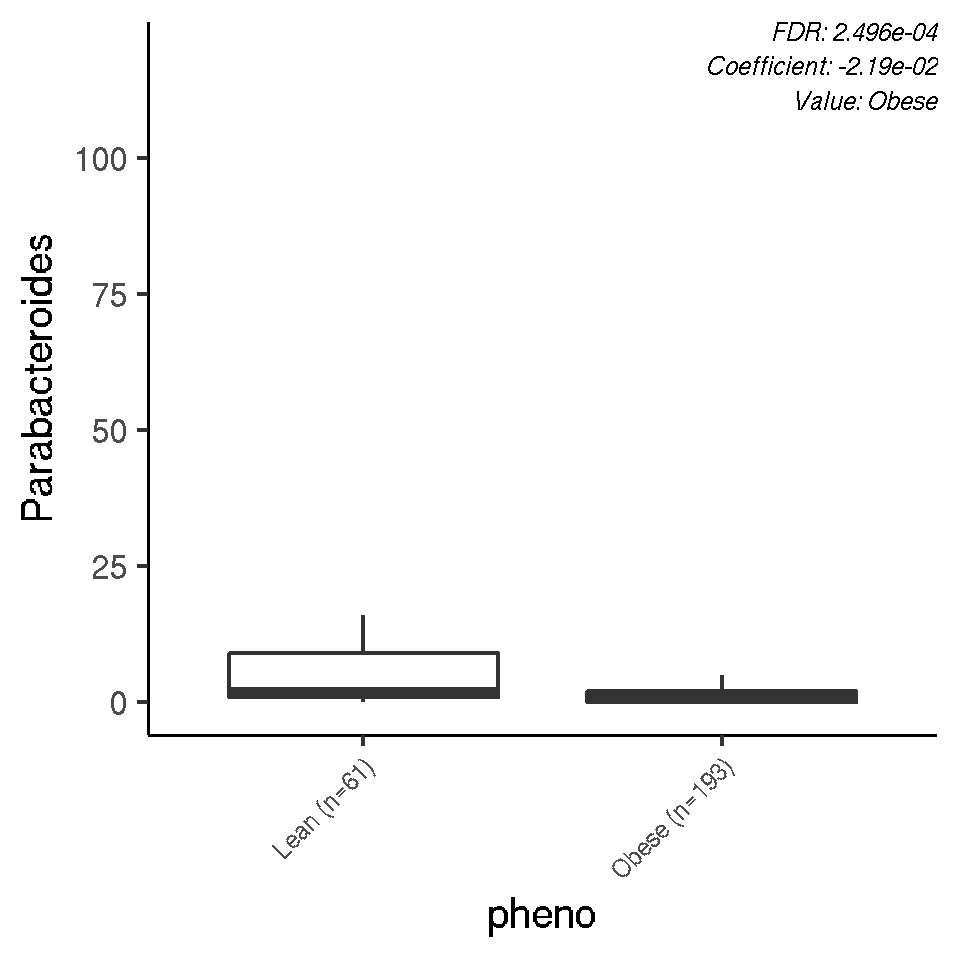 FDR: 2.496e-04
Coefficient: -2.19e-02
Value: Obese
Parabacteroides
100
75
50
25
0
Lean (n=61)
Obese (n=193)
pheno